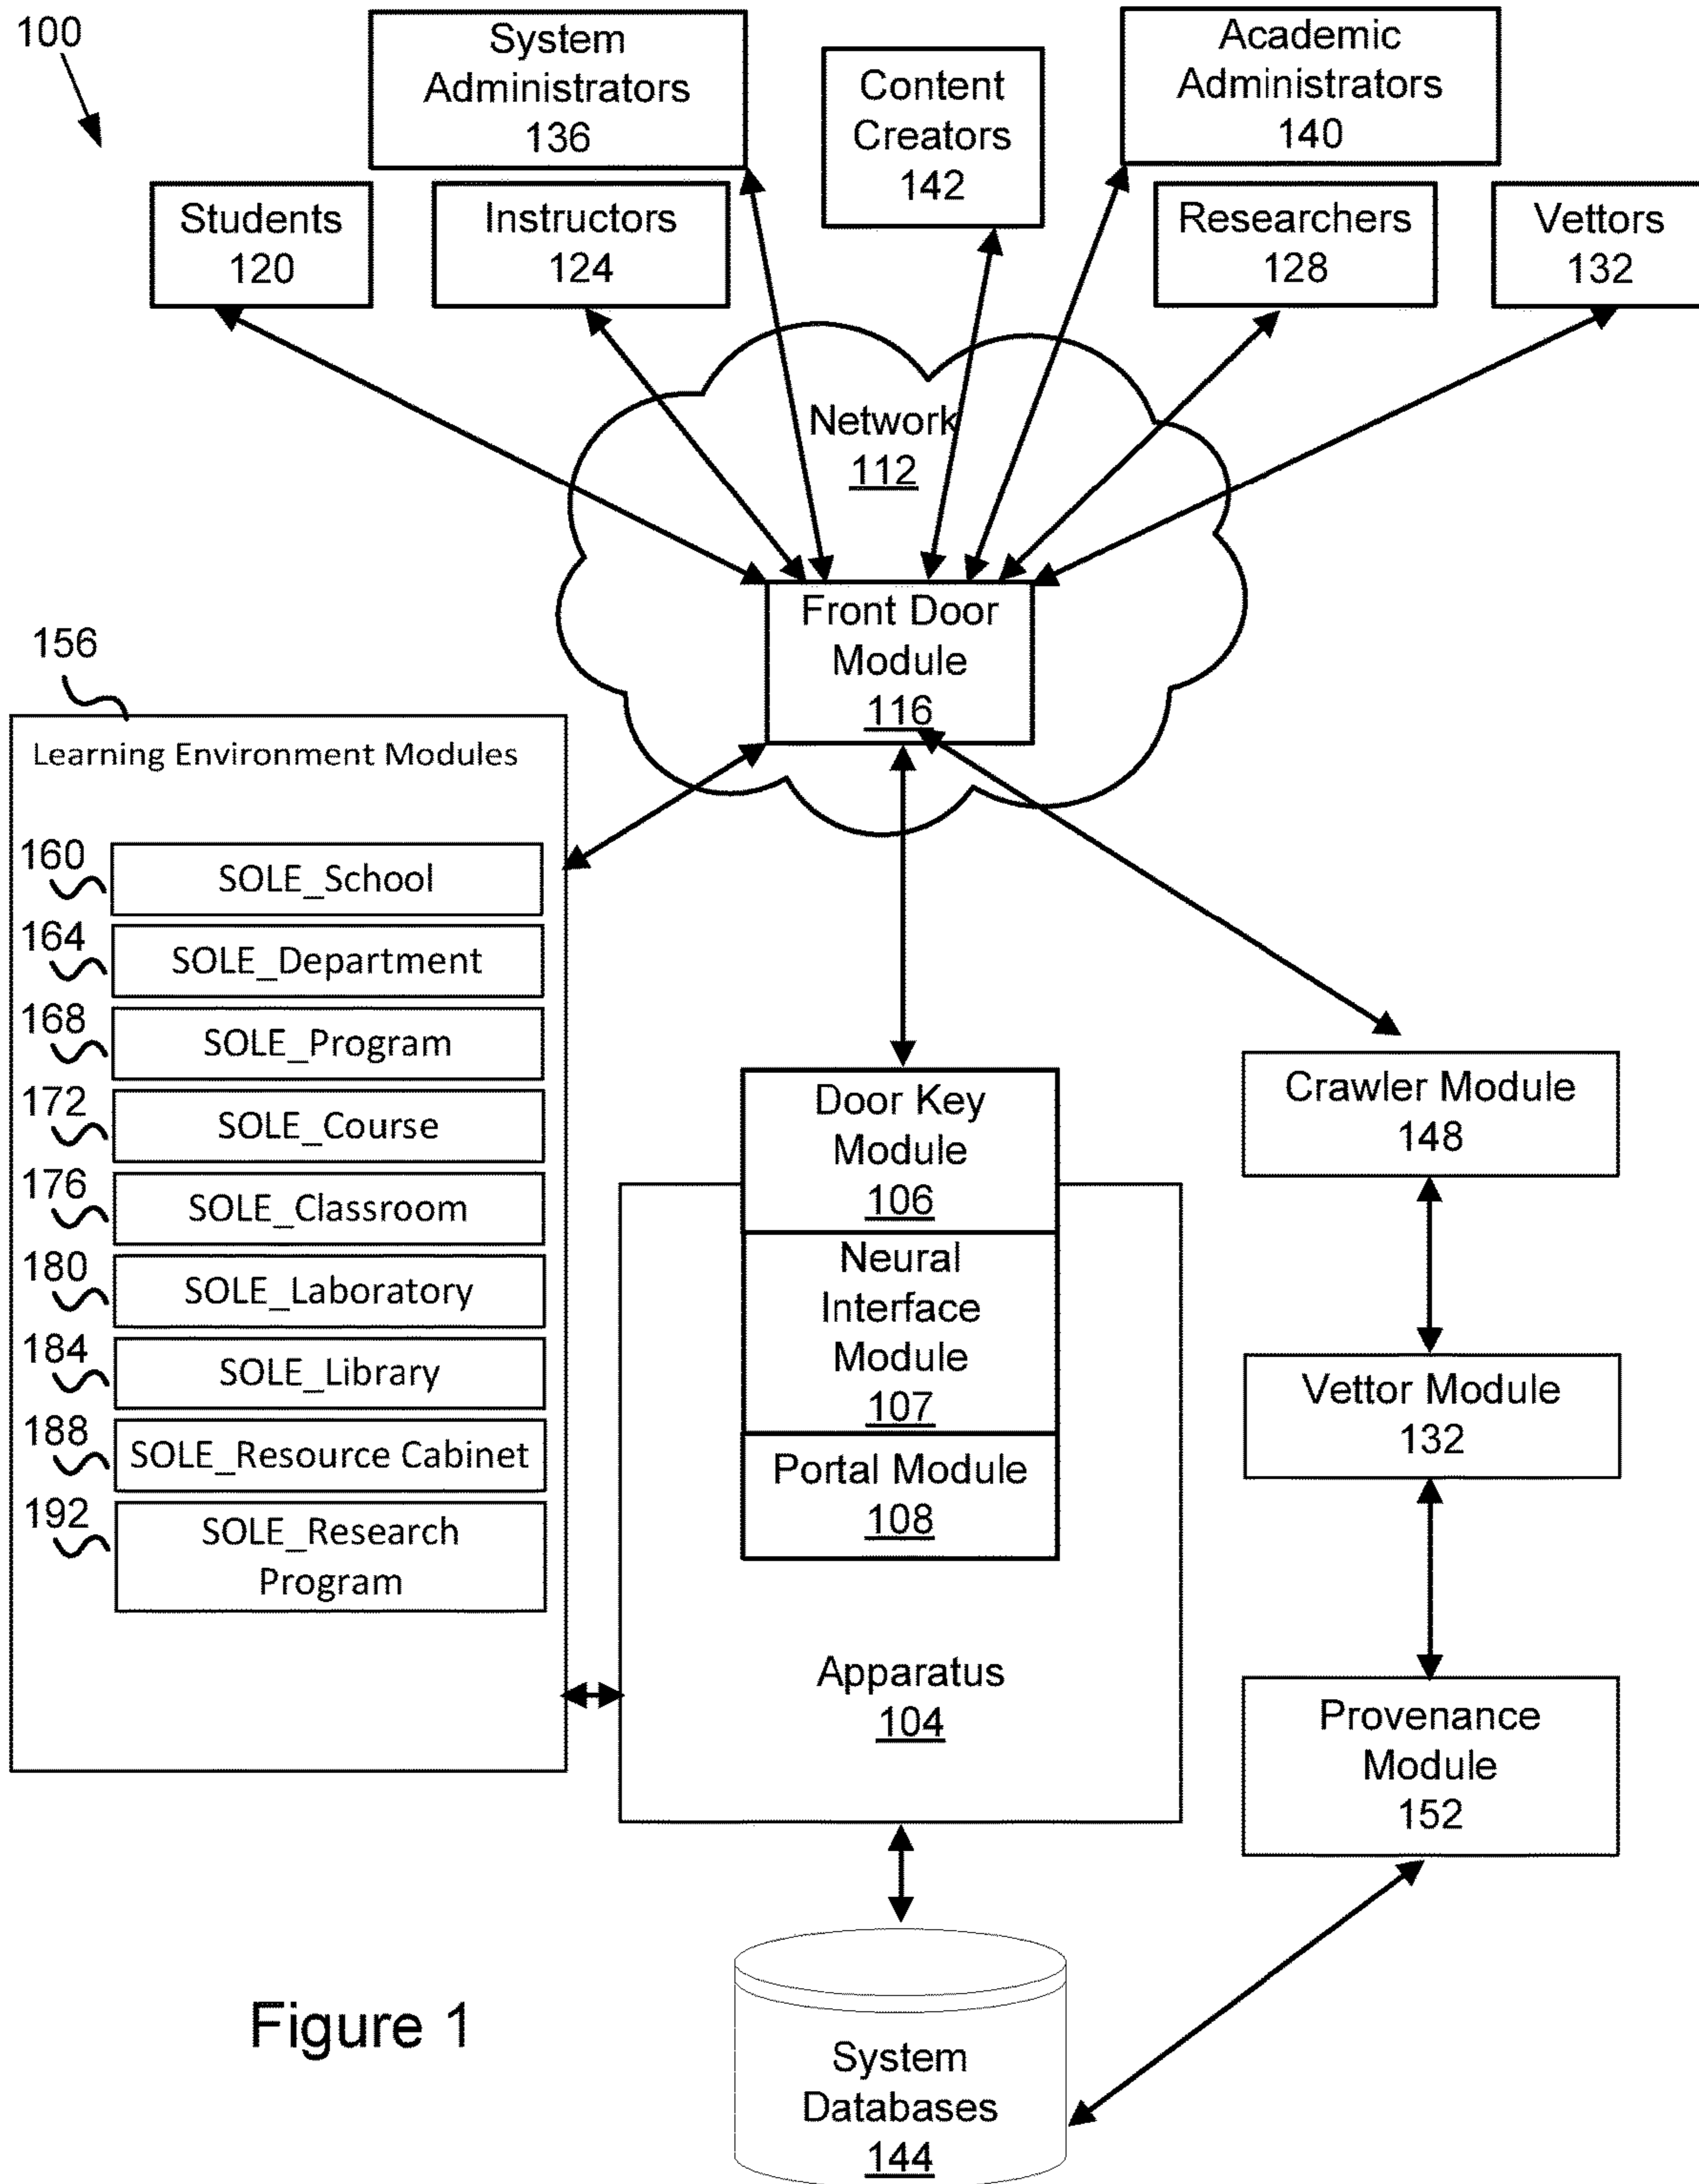 100
System
Administrators
136
Content
Creators
142
Academic
Administrators
140
Students
120
Instructors
124
Researchers
128
Vettors
132
Network
112
Front Door
Module
116
156
Learning Environment Modules
160
SOLE_School
164
SOLE_Department
168
SOLE_Program
172
SOLE_Course
176
SOLE_Classroom
180
SOLE_Laboratory
184
SOLE_Library
188
SOLE_Resource Cabinet
192
SOLE_Research
Program
Door Key
Module
106
Neural
Interface
Module
107
Portal Module
108
Apparatus
104
Crawler Module
148
Vettor Module
132
Provenance
Module
152
System
Databases
144
Figure 1